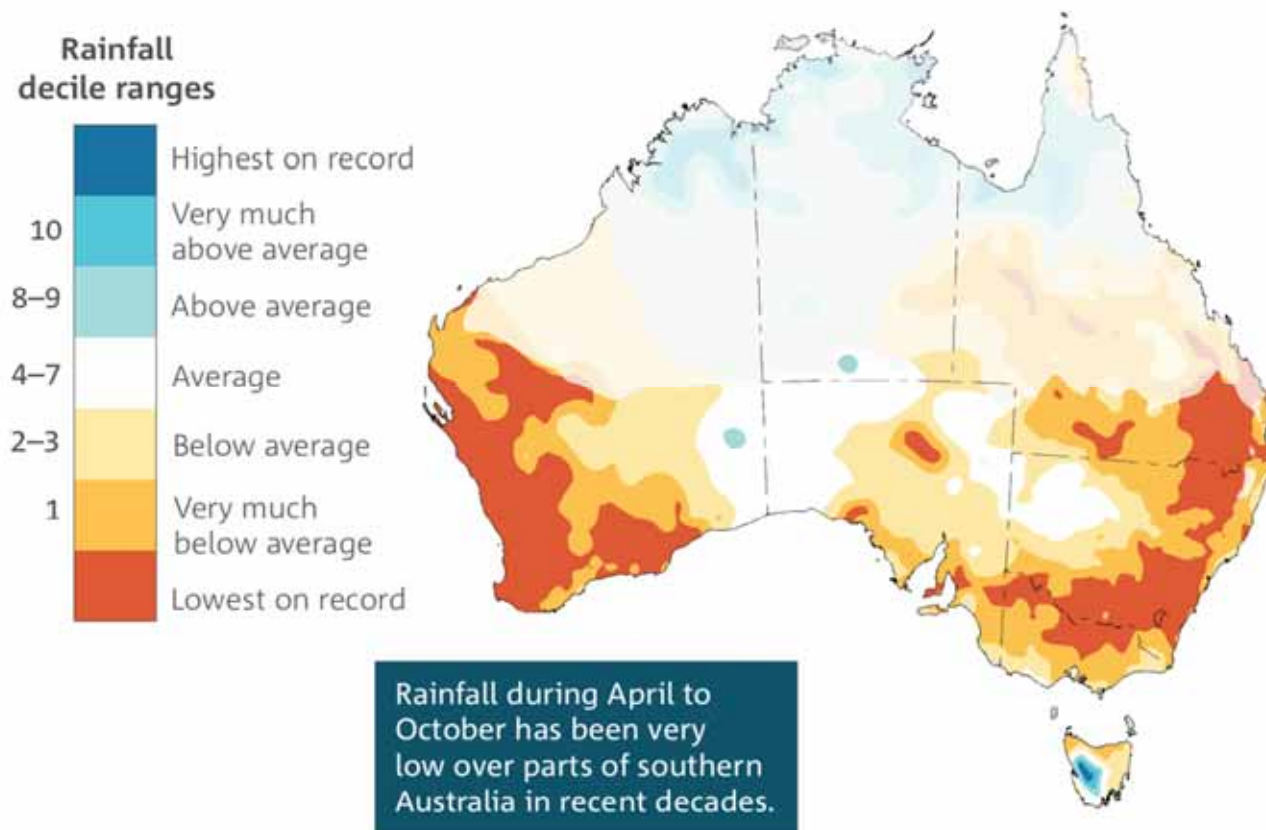 Rainfall
decile ranges
Highest on record
10
Very much
above average
8–9
Above average
4–7
Average
2–3
Below average
1
Very much
below average
Lowest on record
Rainfall during April to
October has been very
low over parts of southern
Australia in recent decades.